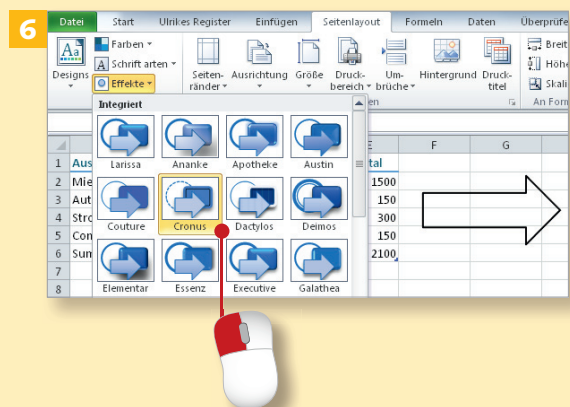 6
Datei Start Ulrikes Register Einfügen Seitenlayout Formeln Daten Überprüfe
Designs
Farben
Schrift arten
Effekte
Seiten-
ränder
Ausrichtung
Größe
Druck-
bereich
Um-
brüche
Hintergrund
Druck-
titel
Breit
Höhe
Skali
An Form
Integriert
Larissa Ananke Apotheke Austin
Couture Cronus Dactylos Deimos
Elementar Essenz Executive Galathea
E F G
1 Aus tal
2 Mie 1500
3 Aut 150
4 Stro 300
5 Con 150
6 Sum 2100
7
8